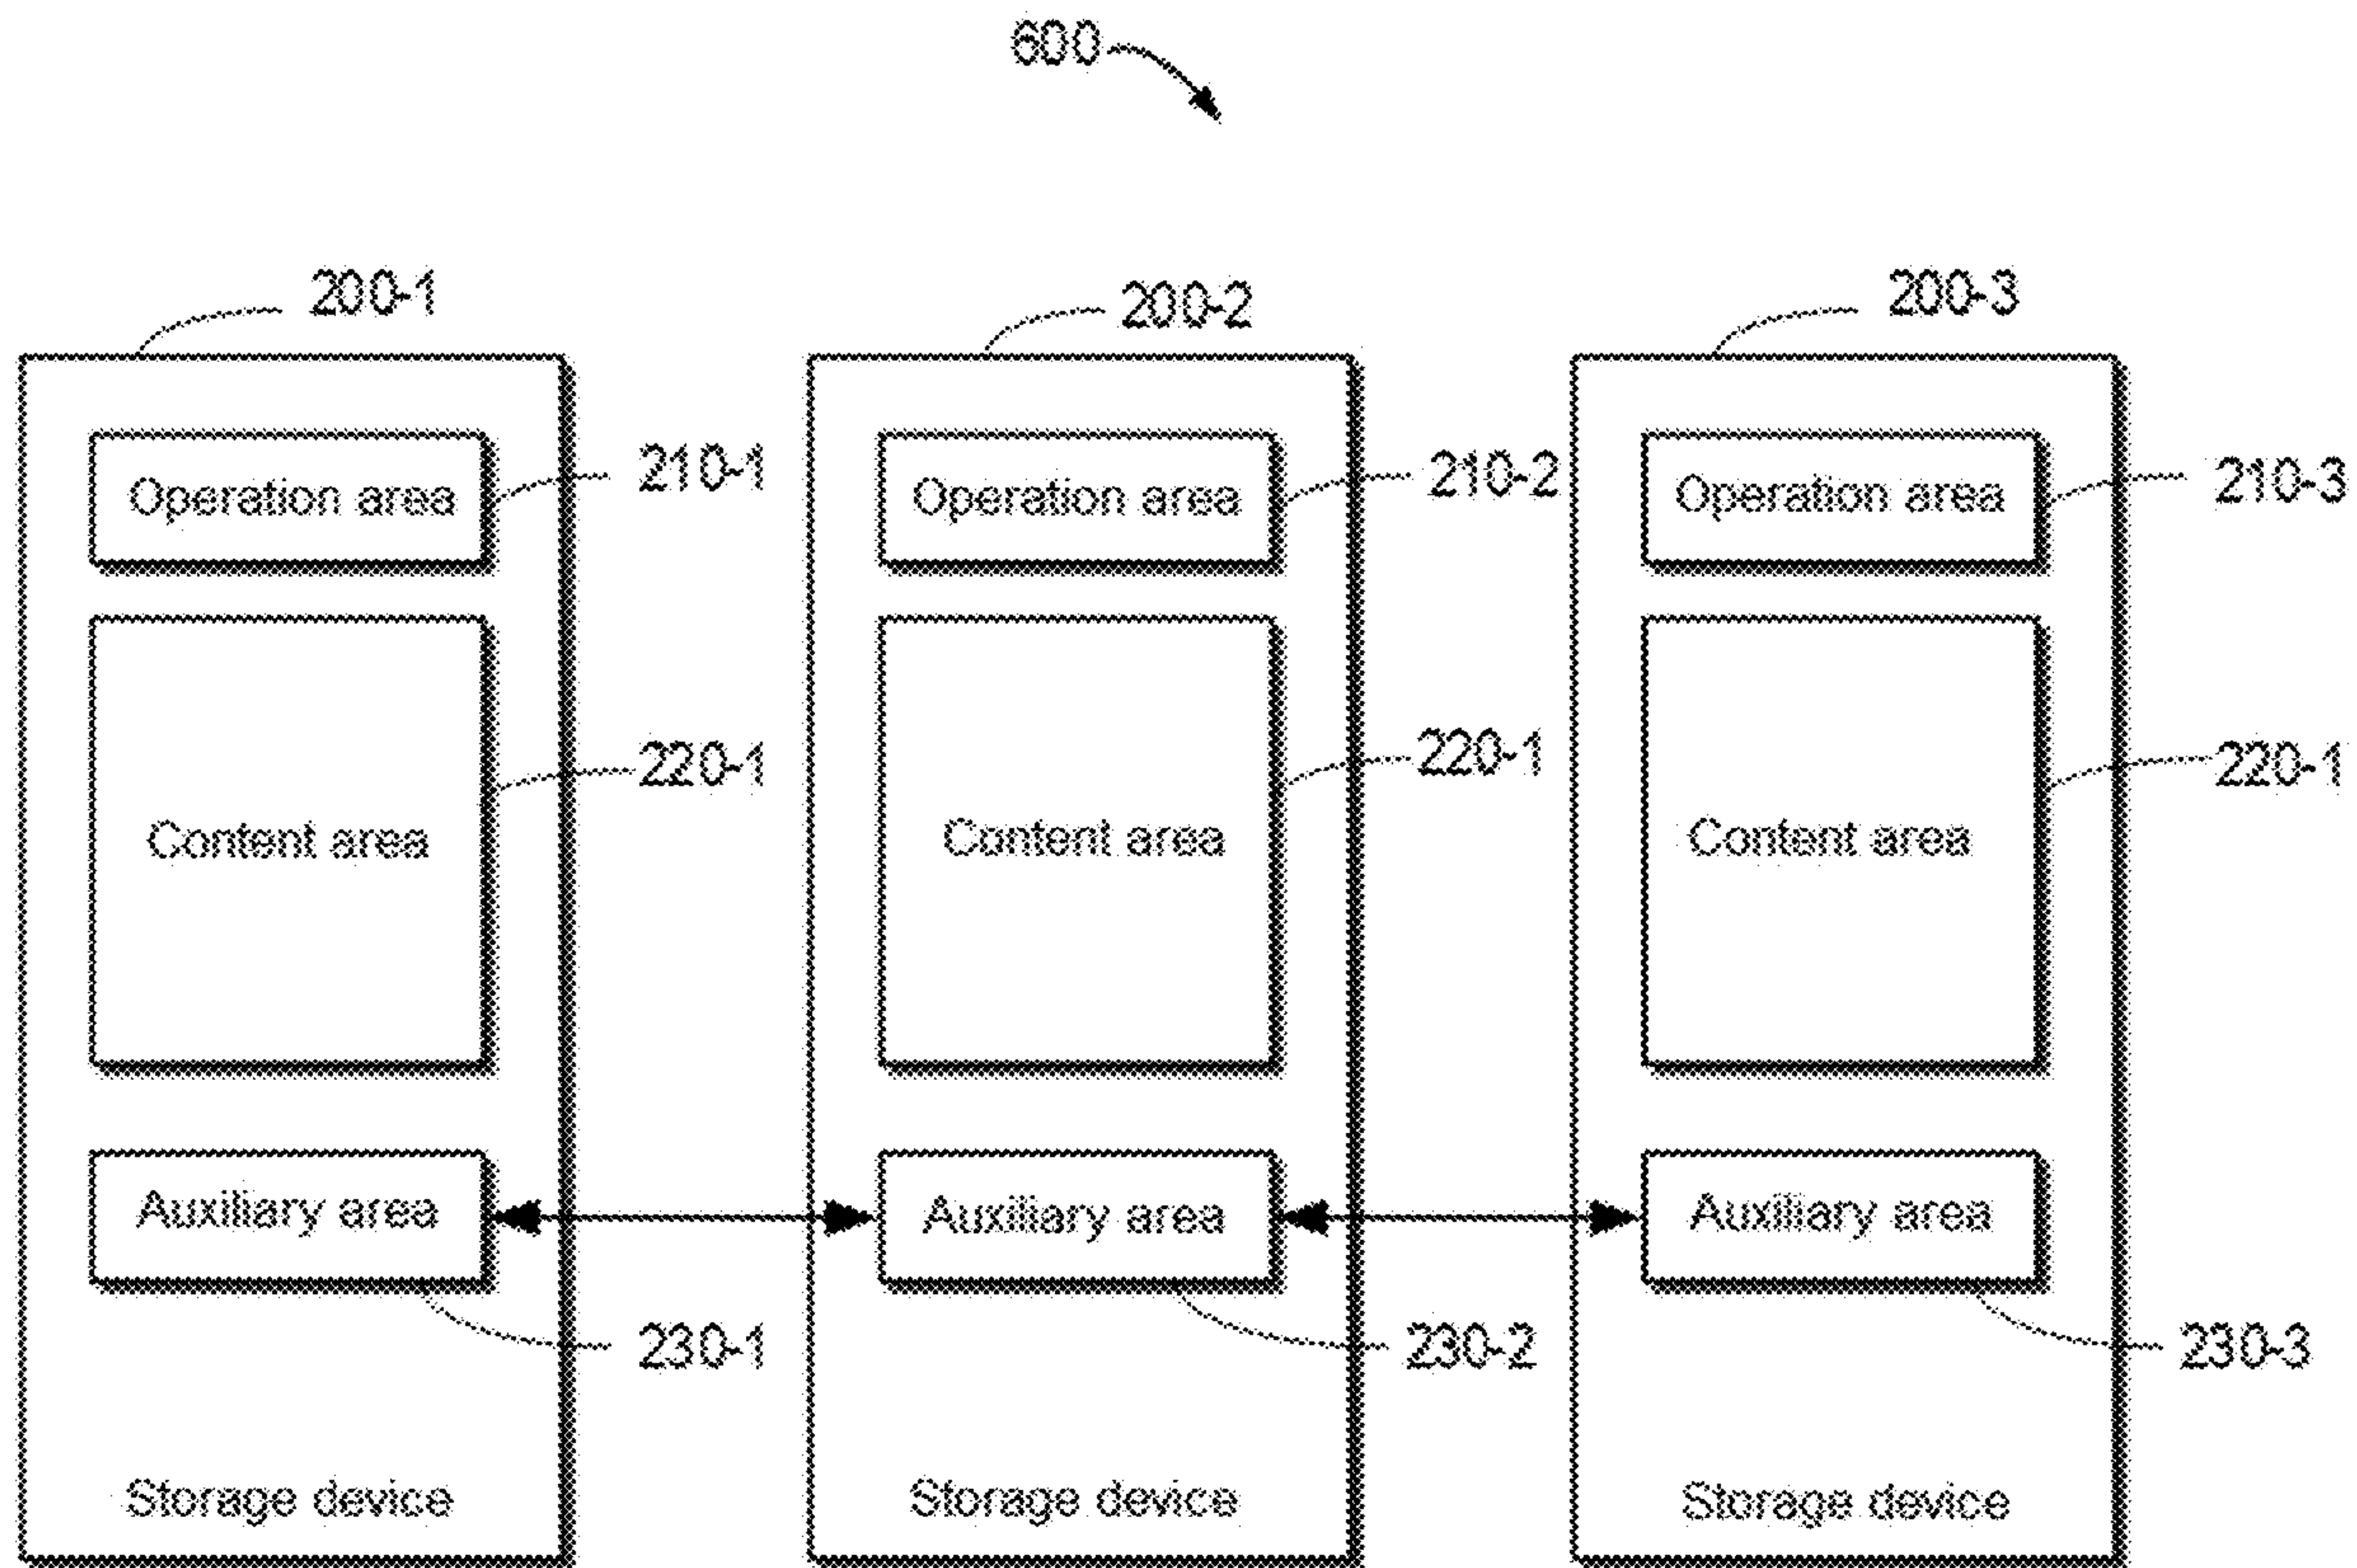 600
200-1 200-2 200-3
Operation area 210-1 Operation area 210-2 Operation area 210-3
220-1 220-1 220-1
Content area Content area Content area
Auxiliary area Auxiliary area Auxiliary area
230-1 230-2 230-3
Storage device Storage device Storage device